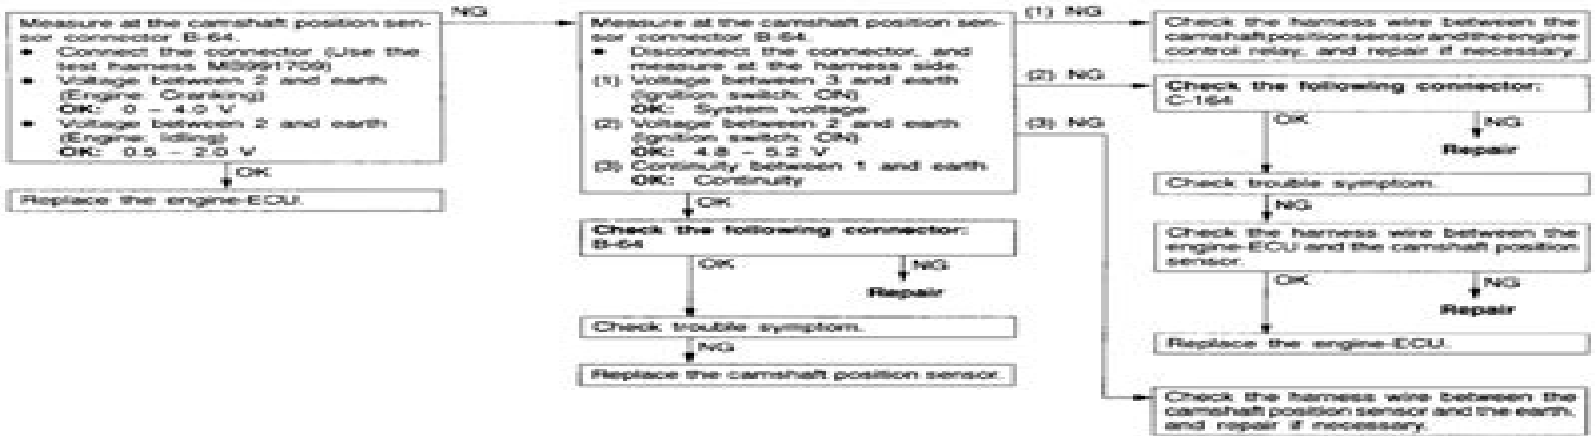 Measure at the camshaft position sen-
sor connector B-64.
• Connect the connector (Use the
test harness MB991709)
• Voltage between 2 and earth
(Engine: Cranking)
OK: 0 – 4.0 V
• Voltage between 2 and earth
(Engine: Idling)
OK: 0.5 – 2.0 V
OK
Replace the engine-ECU.
NG
Measure at the camshaft position sen-
sor connector B-64.
• Disconnect the connector, and
measure at the harness side.
(1) Voltage between 3 and earth
(Ignition switch: ON)
OK: System voltage
(2) Voltage between 2 and earth
(Ignition switch: ON)
OK: 4.8 – 5.2 V
(3) Continuity between 1 and earth
OK: Continuity
OK
Check the following connector:
B-64
OK
NG
Repair
Check trouble symptom.
NG
Replace the camshaft position sensor.
(1) NG
Check the harness wire between the
camshaft position sensor and the engine
control relay, and repair if necessary.
(2) NG
Check the following connector:
C-164
OK
NG
Repair
Check trouble symptom.
NG
Check the harness wire between the
engine-ECU and the camshaft position
sensor.
OK
NG
Repair
Replace the engine-ECU.
(3) NG
Check the harness wire between the
camshaft position sensor and the earth,
and repair if necessary.